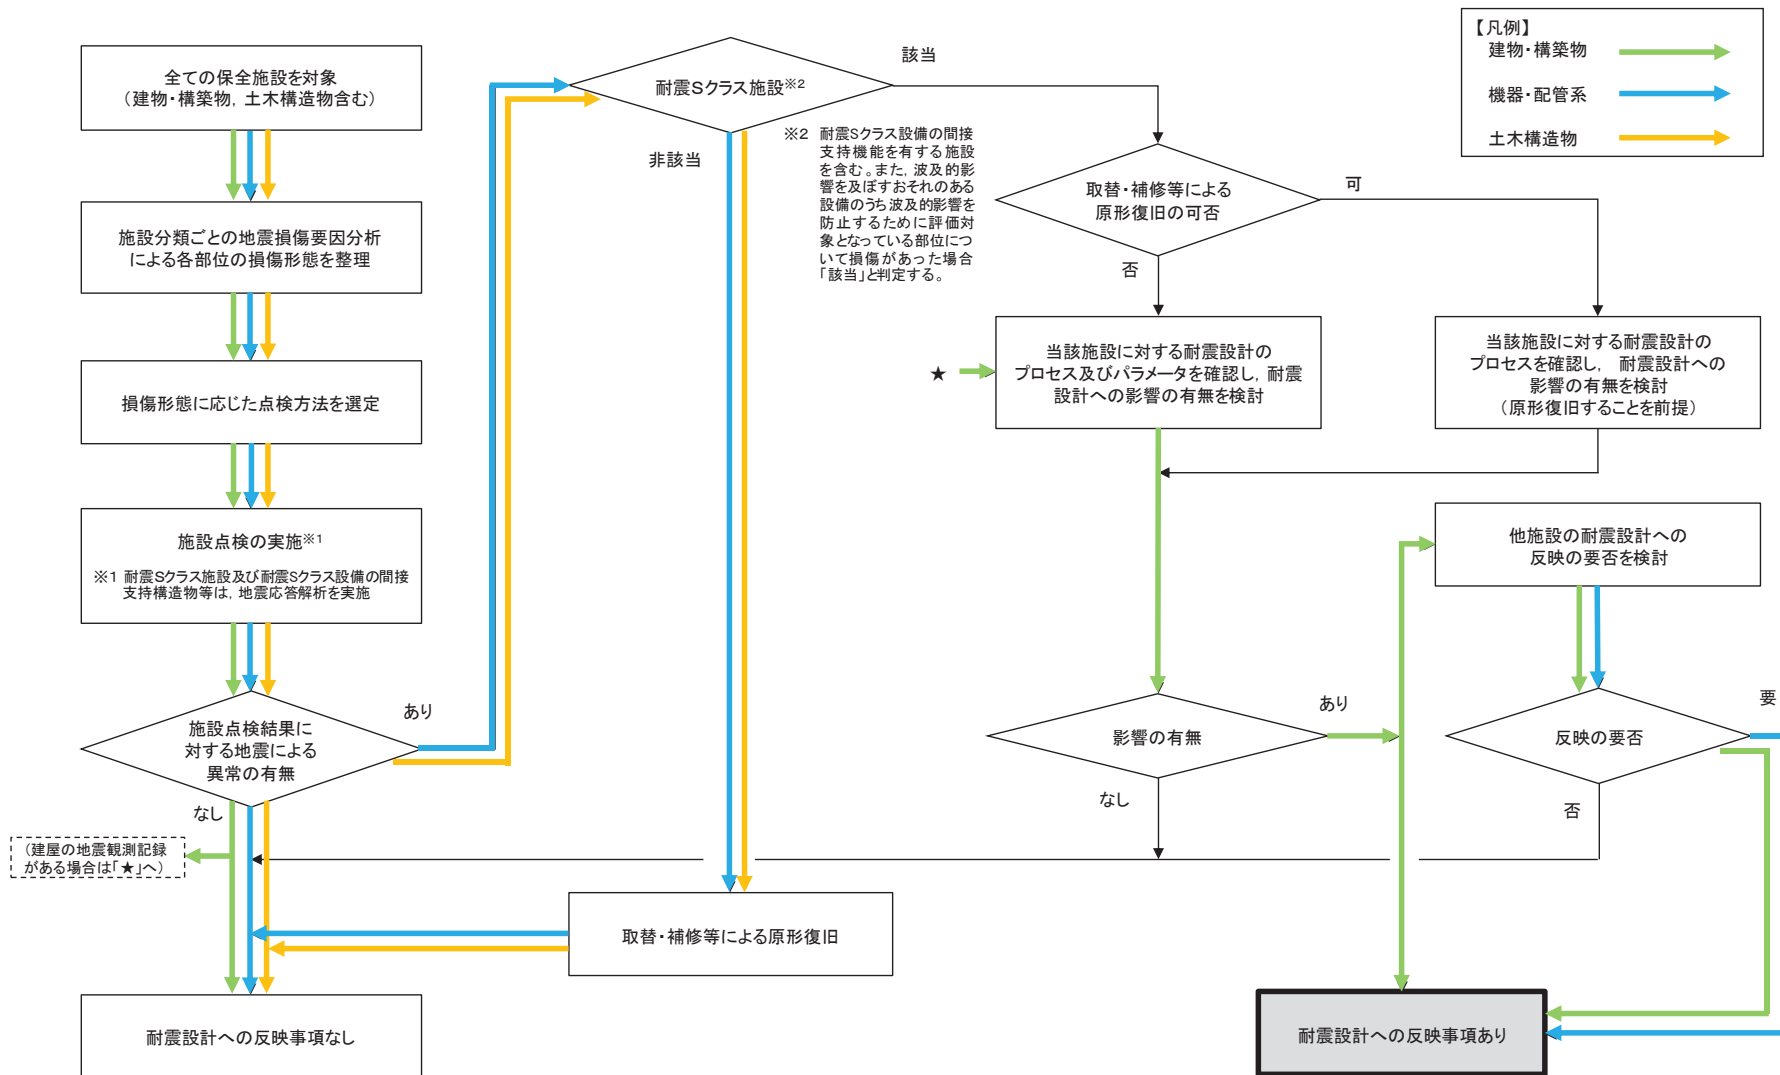 【凡例】
建物・構築物
機器・配管系
土木構造物
全ての保全施設を対象
（建物・構築物，土木構造物含む）
施設分類ごとの地震損傷要因分析
による各部位の損傷形態を整理
損傷形態に応じた点検方法を選定
施設点検の実施※1
※1 耐震Sクラス施設及び耐震Sクラス設備の間接
支持構造物等は，地震応答解析を実施
施設点検結果に
対する地震による
異常の有無
あり
なし
（建屋の地震観測記録
がある場合は「★」へ）
耐震設計への反映事項なし
耐震Sクラス施設※2
該当
非該当
※2 耐震Sクラス設備の間接
支持機能を有する施設
を含む。また，波及的影
響を及ぼすおそれのある
設備のうち波及的影響を
防止するために評価対
象となっている部位につ
いて損傷があった場合
「該当」と判定する。
取替・補修等による原形復旧
取替・補修等による
原形復旧の可否
可
否
★
当該施設に対する耐震設計の
プロセス及びパラメータを確認し，耐震
設計への影響の有無を検討
当該施設に対する耐震設計の
プロセスを確認し， 耐震設計への
影響の有無を検討
（原形復旧することを前提）
影響の有無
あり
なし
他施設の耐震設計への
反映の要否を検討
反映の要否
要
否
耐震設計への反映事項あり